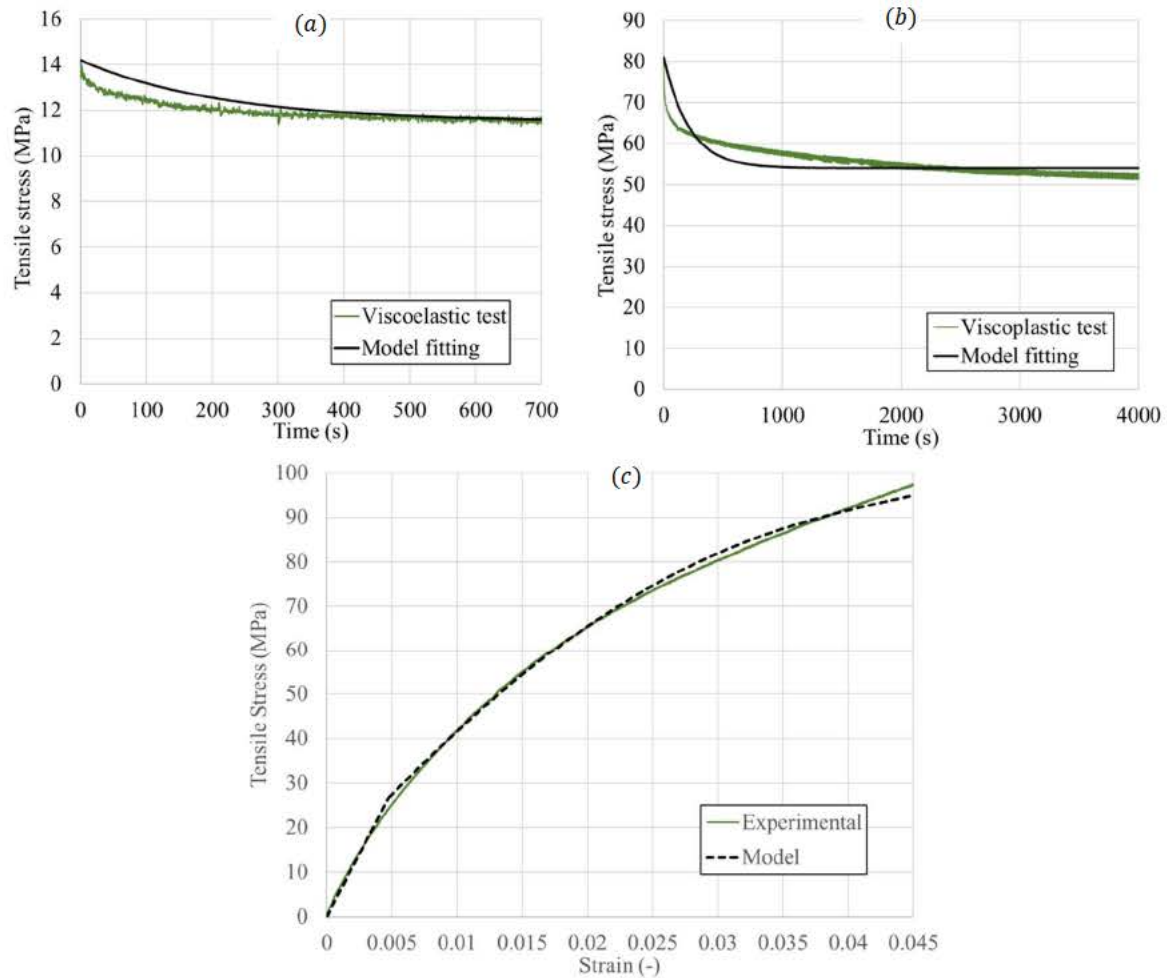 (a)
16
14
12
10
8
6
4
2
0
Tensile stress (MPa)
Viscoelastic test
Model fitting
0 100 200 300 400 500 600 700
Time (s)
(b)
90
80
70
60
50
40
30
20
10
0
Tensile stress (MPa)
Viscoplastic test
Model fitting
0 1000 2000 3000 4000
Time (s)
(c)
100
90
80
70
60
50
40
30
20
10
0
Tensile Stress (MPa)
Experimental
Model
0 0.005 0.01 0.015 0.02 0.025 0.03 0.035 0.04 0.045
Strain (-)